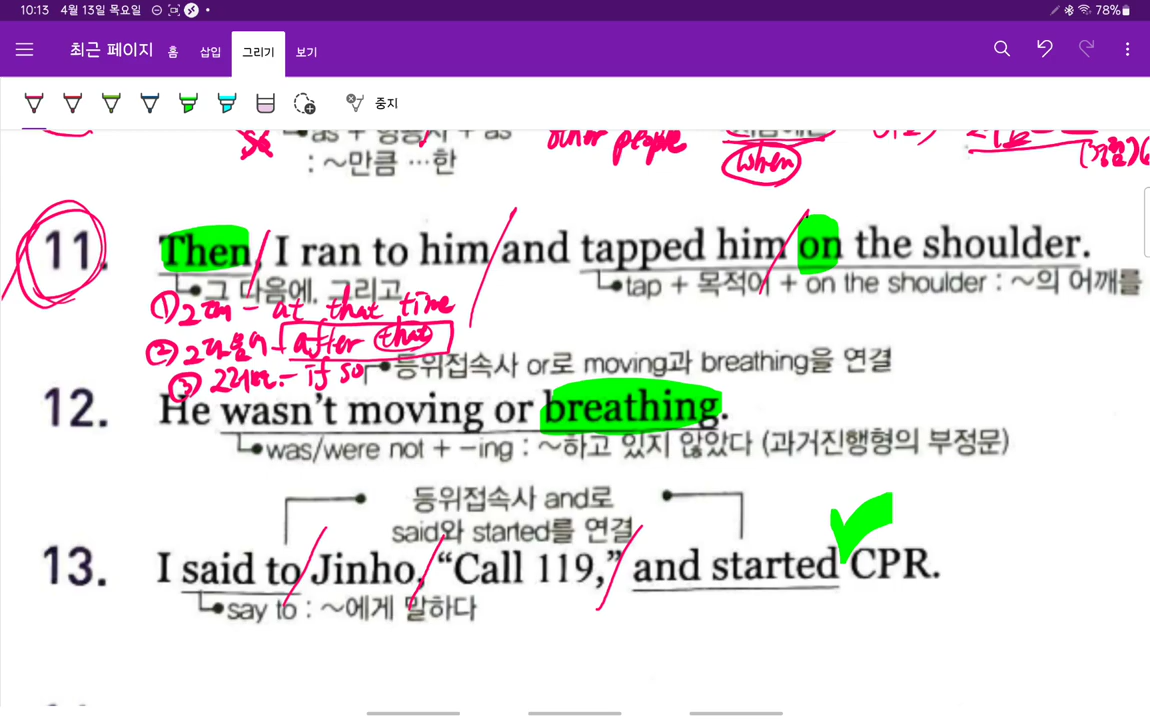 10:13 4월 13일 목요일 78%
최근 페이지 홈 삽입 그리기 보기
중지
as + 형용사 + as
: ~만큼 …한
other people
when
11. Then, I ran to him and tapped him on the shoulder.
그 다음에, 그리고
tap + 목적어 + on the shoulder : ~의 어깨를
① 그때 - at that time
② 그다음에 - after that
③ 그러면 - if so
등위접속사 or로 moving과 breathing을 연결
12. He wasn't moving or breathing.
was/were not + -ing : ~하고 있지 않았다 (과거진행형의 부정문)
등위접속사 and로
said와 started를 연결
13. I said to Jinho, “Call 119,” and started CPR.
say to : ~에게 말하다